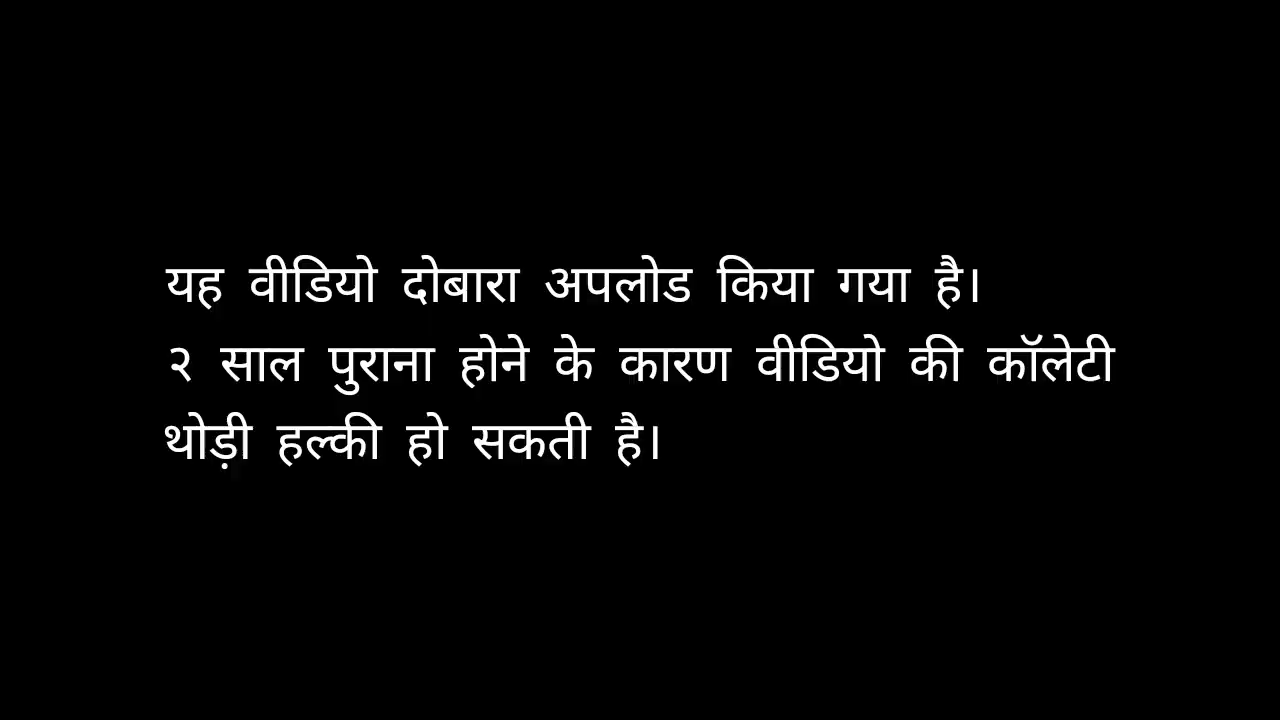 यह वीडियो दोबारा अपलोड किया गया है।
२ साल पुराना होने के कारण वीडियो की कॉलेटी
थोड़ी हल्की हो सकती है।